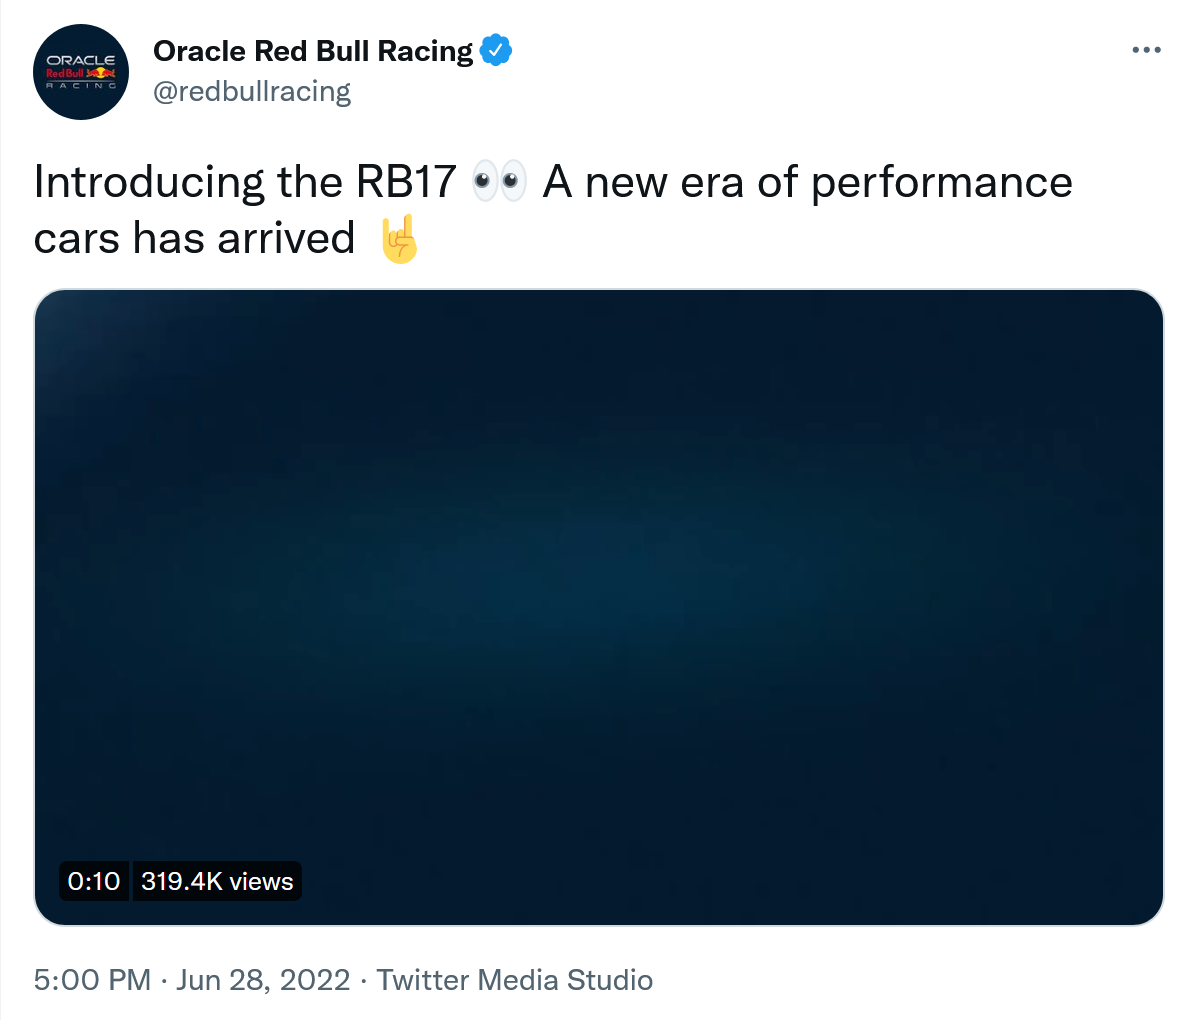 ORACLE
Red Bull
RACING
Oracle Red Bull Racing
@redbullracing
Introducing the RB17 👀 A new era of performance
cars has arrived 🤘
0:10 319.4K views
5:00 PM · Jun 28, 2022 · Twitter Media Studio